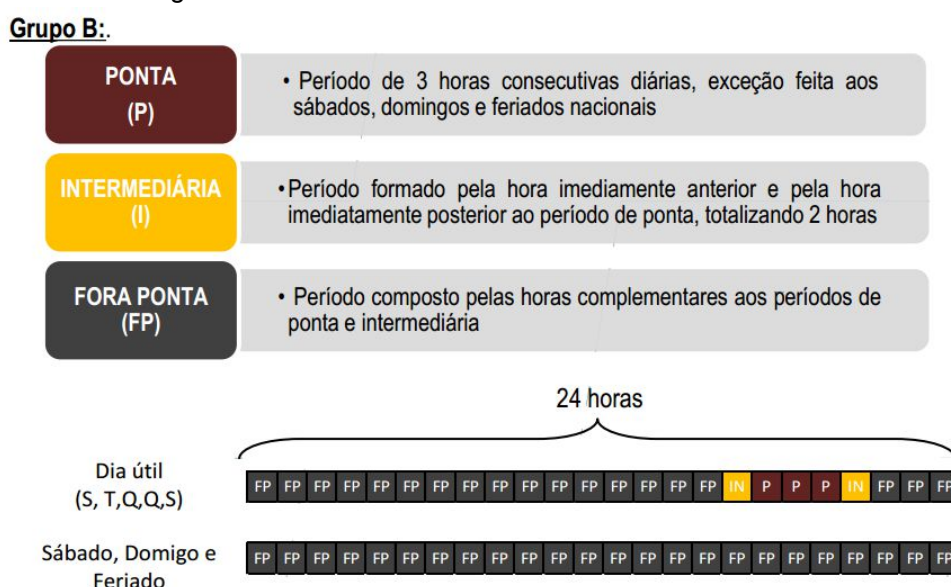 Grupo B:.
PONTA
(P)
• Período de 3 horas consecutivas diárias, exceção feita aos
sábados, domingos e feriados nacionais
INTERMEDIÁRIA
(I)
•Período formado pela hora imediamente anterior e pela hora
imediatamente posterior ao período de ponta, totalizando 2 horas
FORA PONTA
(FP)
• Período composto pelas horas complementares aos períodos de
ponta e intermediária
24 horas
Dia útil
(S, T,Q,Q,S)
FP FP FP FP FP FP FP FP FP FP FP FP FP FP FP FP IN P P P IN FP FP FP
Sábado, Domigo e
Feriado
FP FP FP FP FP FP FP FP FP FP FP FP FP FP FP FP FP FP FP FP FP FP FP FP